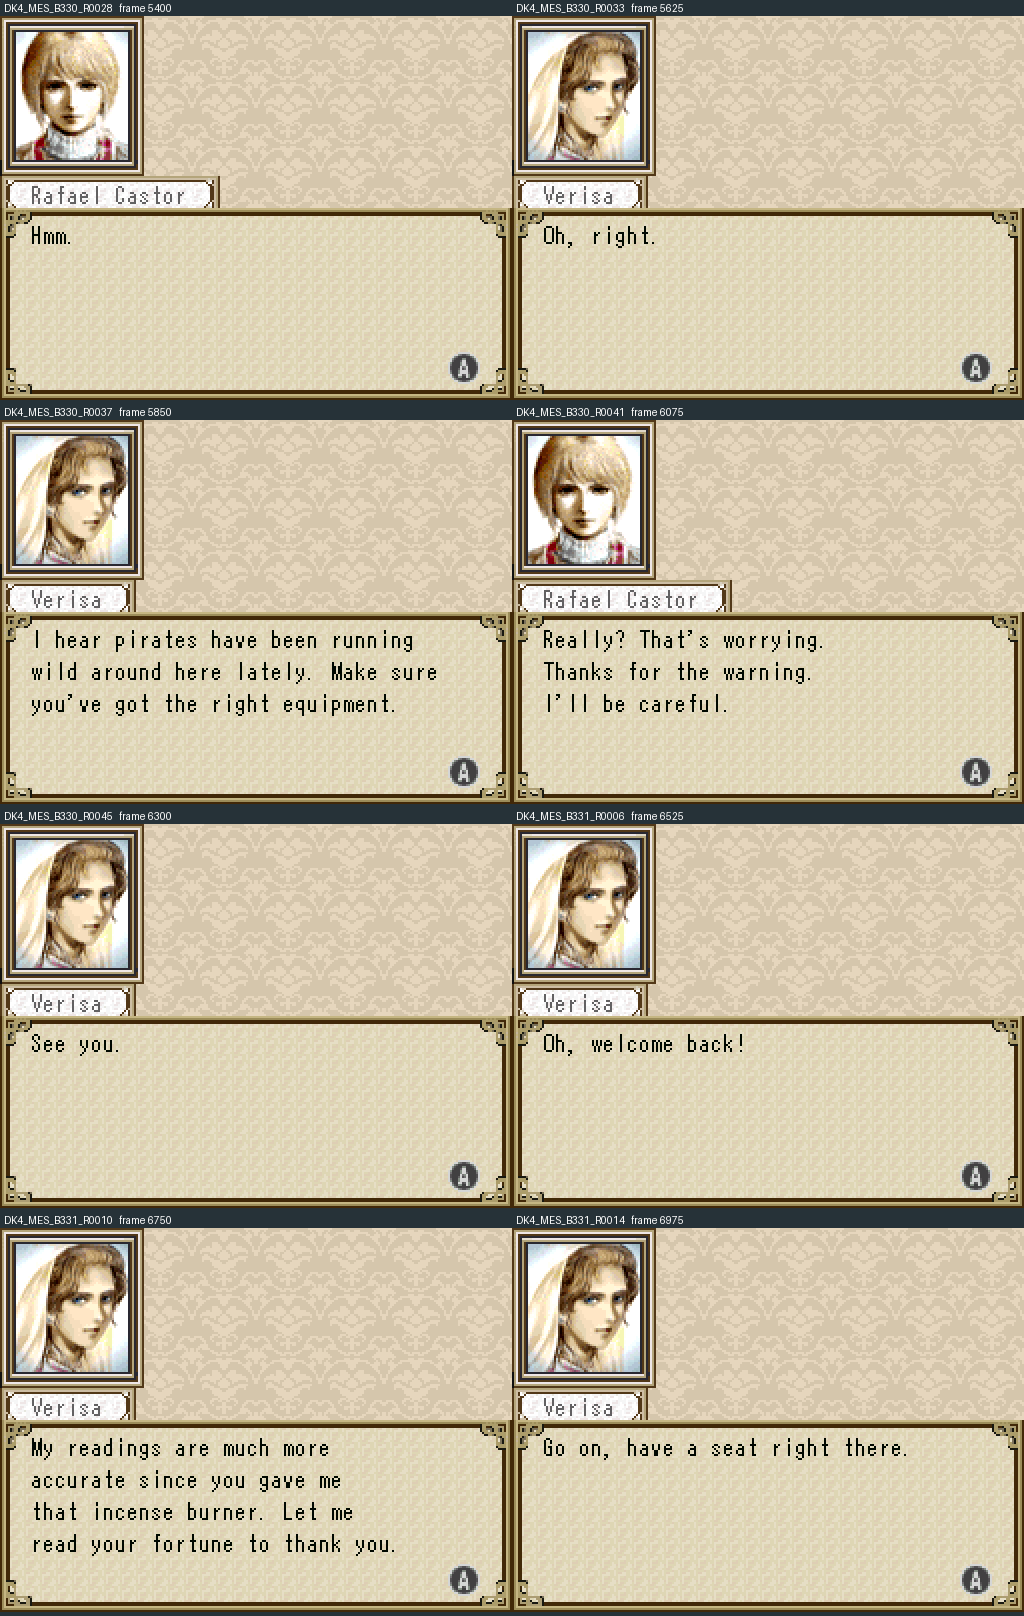 DK4_MES_B330_R0028 frame 5400
Rafael Castor
Hmm.
A
DK4_MES_B330_R0033 frame 5625
Verisa
Oh, right.
A
DK4_MES_B330_R0037 frame 5850
Verisa
I hear pirates have been running
wild around here lately. Make sure
you've got the right equipment.
A
DK4_MES_B330_R0041 frame 6075
Rafael Castor
Really? That's worrying.
Thanks for the warning.
I'll be careful.
A
DK4_MES_B330_R0045 frame 6300
Verisa
See you.
A
DK4_MES_B331_R0006 frame 6525
Verisa
Oh, welcome back!
A
DK4_MES_B331_R0010 frame 6750
Verisa
My readings are much more
accurate since you gave me
that incense burner. Let me
read your fortune to thank you.
A
DK4_MES_B331_R0014 frame 6975
Verisa
Go on, have a seat right there.
A